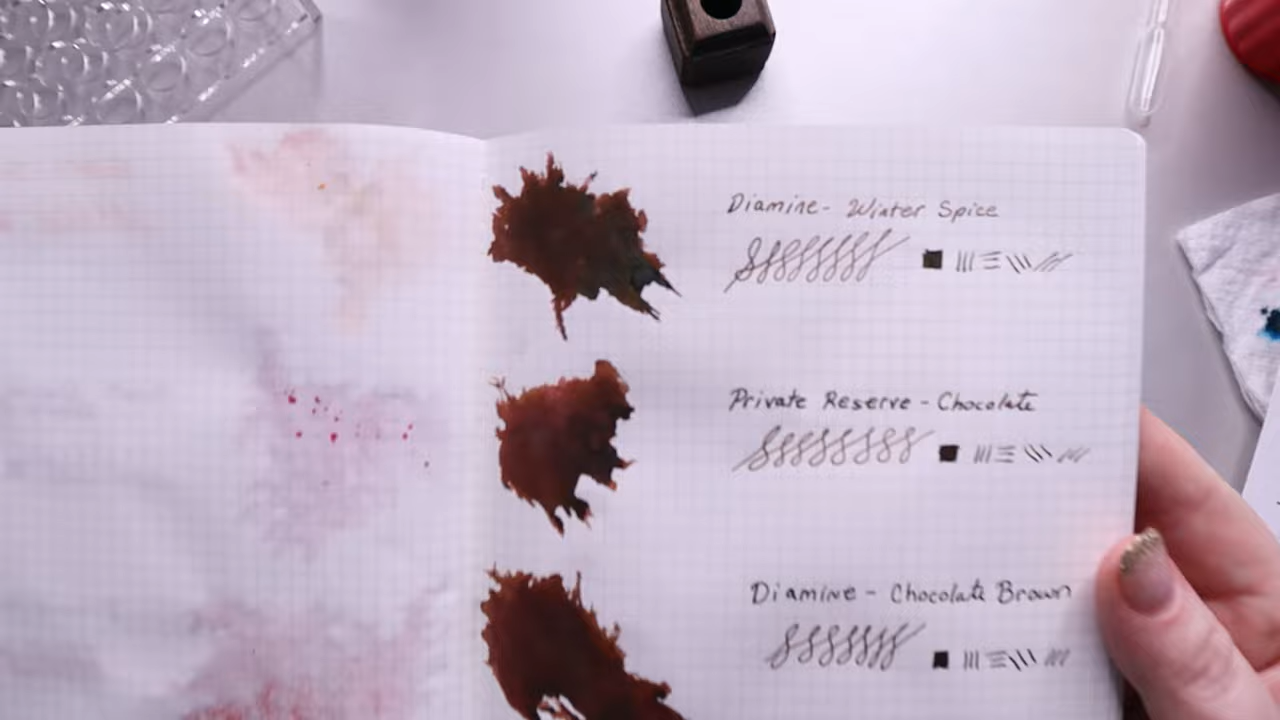 Diamine- Winter Spice
Private Reserve - Chocolate
Diamine - Chocolate Brown